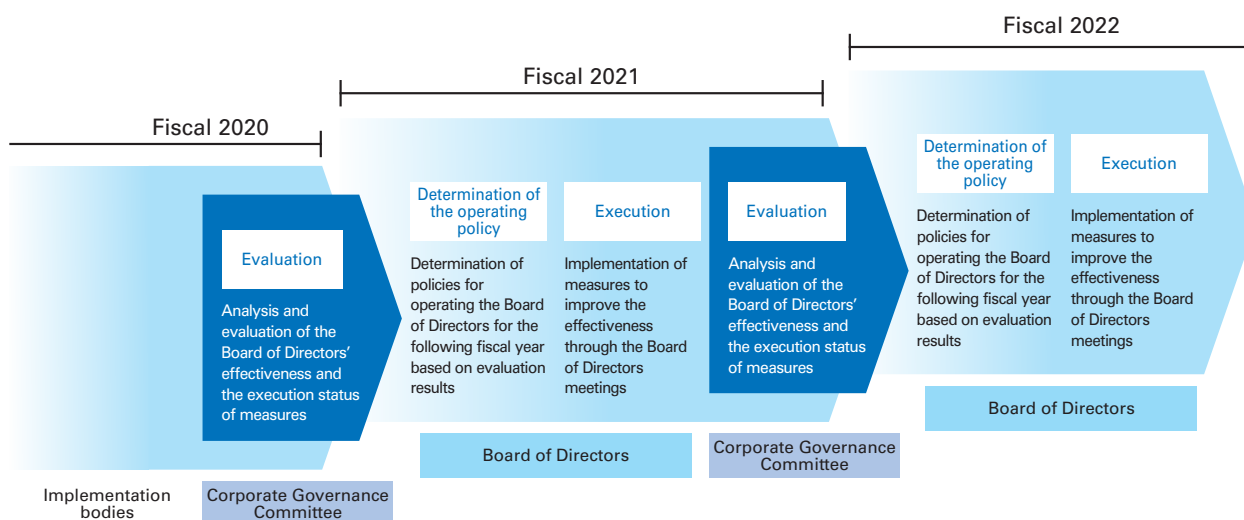 Fiscal 2020
Evaluation
Analysis and
evaluation of the
Board of Directors’
effectiveness and
the execution status
of measures
Implementation
bodies
Corporate Governance
Committee
Fiscal 2021
Determination of
the operating
policy
Determination of
policies for
operating the Board
of Directors for the
following fiscal year
based on evaluation
results
Execution
Implementation of
measures to
improve the
effectiveness
through the Board
of Directors
meetings
Board of Directors
Evaluation
Analysis and
evaluation of the
Board of Directors’
effectiveness and
the execution status
of measures
Corporate Governance
Committee
Fiscal 2022
Determination of
the operating
policy
Determination of
policies for
operating the Board
of Directors for the
following fiscal year
based on evaluation
results
Execution
Implementation of
measures to
improve the
effectiveness
through the Board
of Directors
meetings
Board of Directors